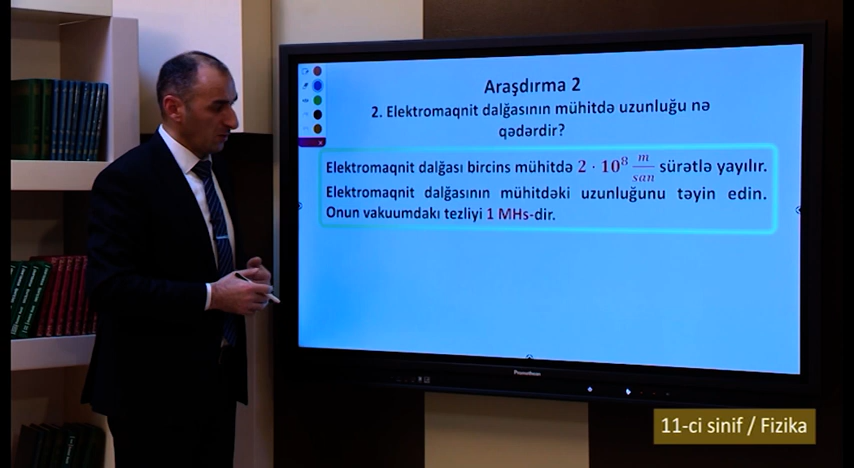 Araşdırma 2
2. Elektromaqnit dalğasının mühitdə uzunluğu nə
qədərdir?
Elektromaqnit dalğası bircins mühitdə 2 · 10⁸ m/san sürətlə yayılır.
Elektromaqnit dalğasının mühitdəki uzunluğunu təyin edin.
Onun vakuumdakı tezliyi 1 MHs-dir.
Promethean
11-ci sinif / Fizika